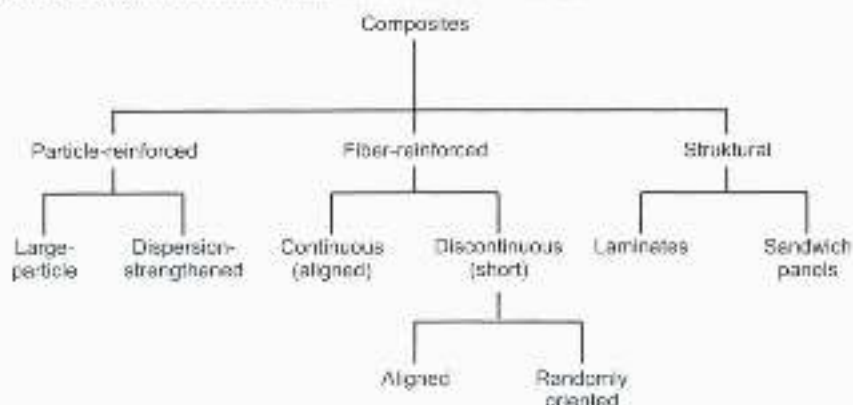 Composites
Particle-reinforced Fiber-reinforced Struktural
Large- Dispersion- Continuous Discontinuous Laminates Sandwich
particle strengthened (aligned) (short) panels
Aligned Randomly
oriented